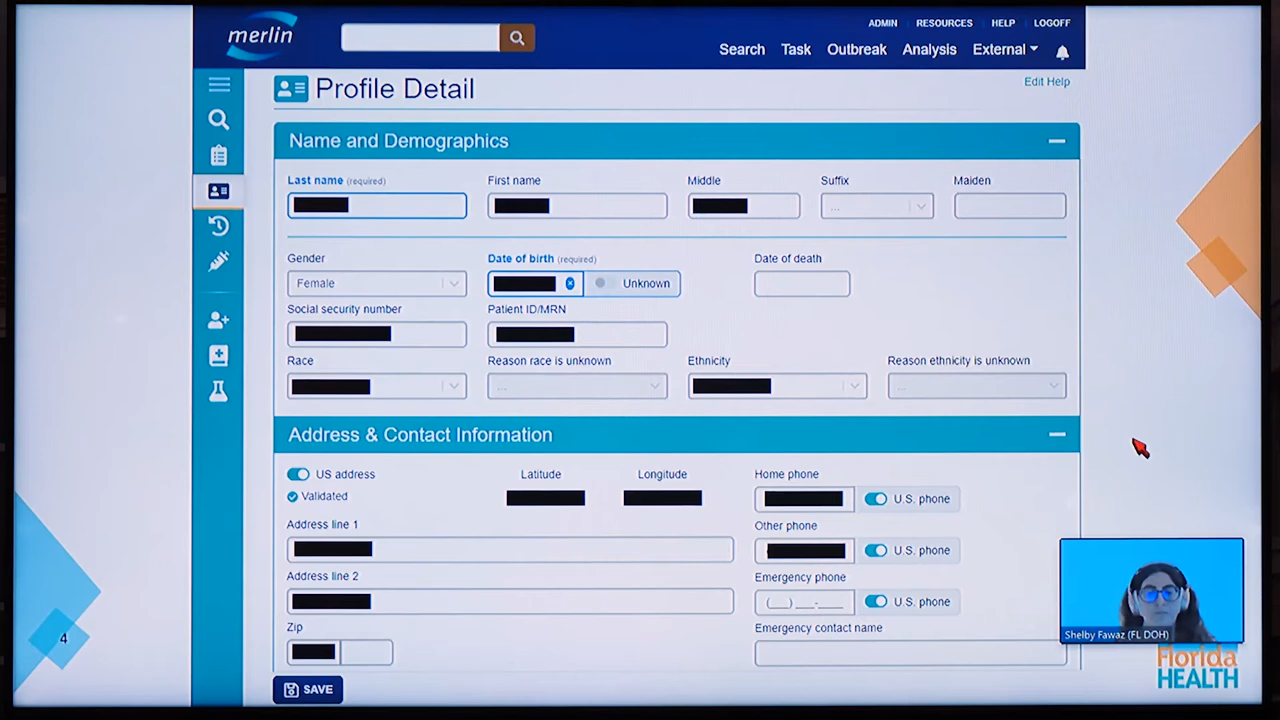 merlin
ADMIN RESOURCES HELP LOGOFF
Search Task Outbreak Analysis External
Profile Detail
Edit Help
Name and Demographics
Last name (required) First name Middle Suffix Maiden
...
Gender Date of birth (required) Date of death
Female Unknown
Social security number Patient ID/MRN
Race Reason race is unknown Ethnicity Reason ethnicity is unknown
... ...
Address & Contact Information
US address Latitude Longitude Home phone
Validated
U.S. phone
Address line 1 Other phone
U.S. phone
Address line 2 Emergency phone
(___) ___-____ U.S. phone
Zip Emergency contact name
SAVE
4
Shelby Fawaz (FL DOH)
Florida
HEALTH